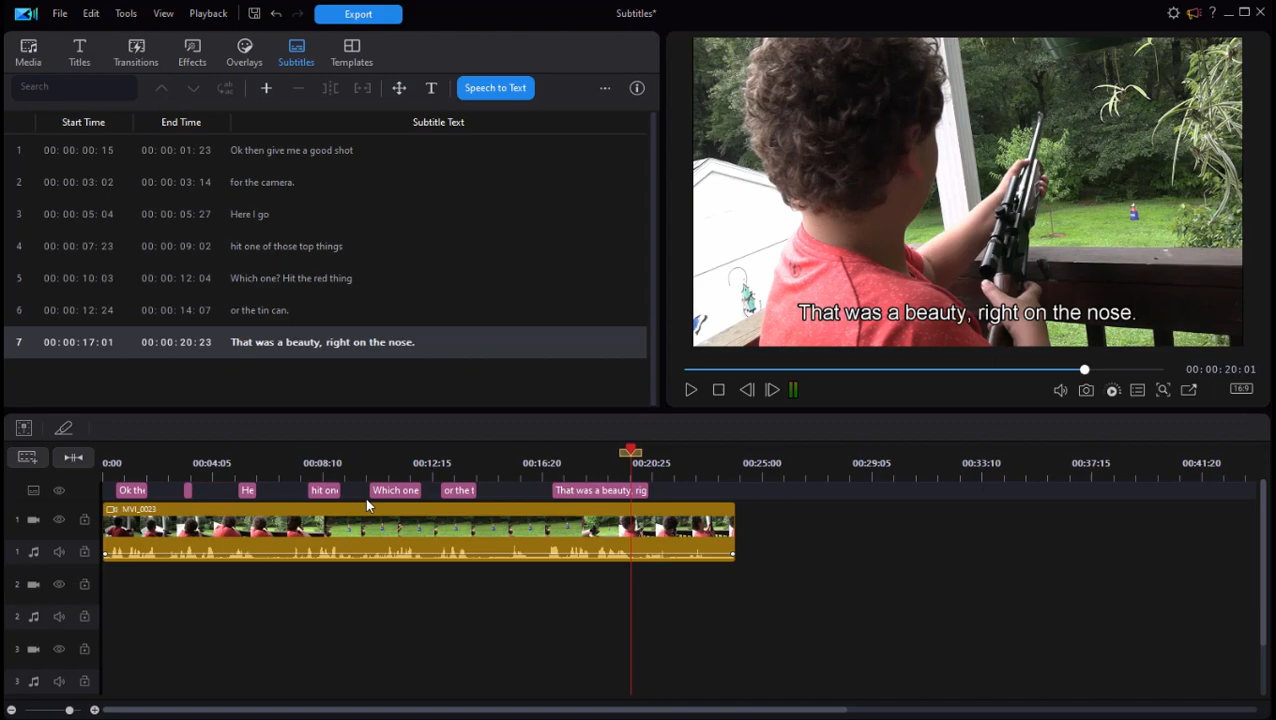 File Edit Tools View Playback Export Subtitles*
Media Titles Transitions Effects Overlays Subtitles Templates
Search Speech to Text
Start Time End Time Subtitle Text
1 00: 00: 00: 15 00: 00: 01: 23 Ok then give me a good shot
2 00: 00: 03: 02 00: 00: 03: 14 for the camera.
3 00: 00: 05: 04 00: 00: 05: 27 Here I go
4 00: 00: 07: 23 00: 00: 09: 02 hit one of those top things
5 00: 00: 10: 03 00: 00: 12: 04 Which one? Hit the red thing
6 00: 00: 12: 24 00: 00: 14: 07 or the tin can.
7 00: 00: 17: 01 00: 00: 20: 23 That was a beauty, right on the nose.
That was a beauty, right on the nose.
00: 00: 20: 01
16:9
0:00 00:04:05 00:08:10 00:12:15 00:16:20 00:20:25 00:25:00 00:29:05 00:33:10 00:37:15 00:41:20
Ok the He hit one Which one or the t That was a beauty, rig
1 MVI_0023
1
2
2
3
3